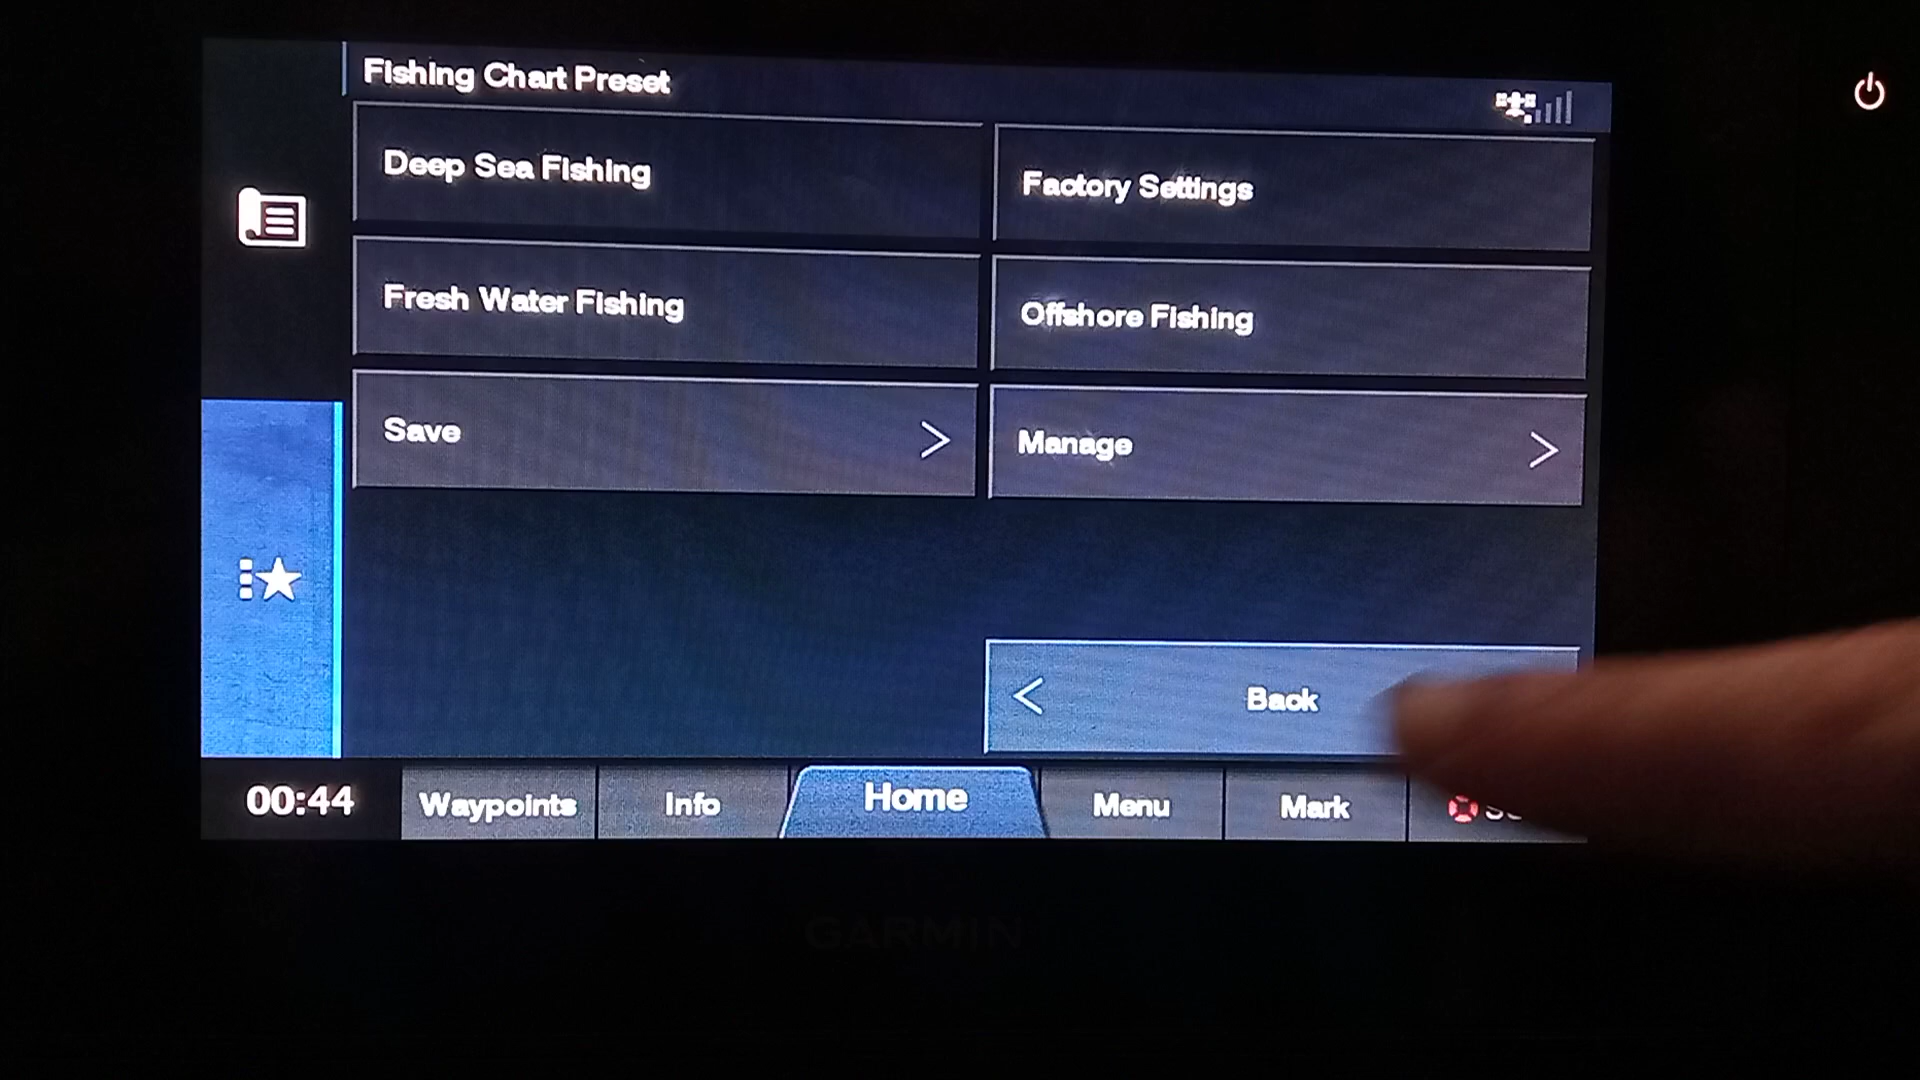 Fishing Chart Preset
Deep Sea Fishing
Factory Settings
Fresh Water Fishing
Offshore Fishing
Save
Manage
Back
00:44
Waypoints
Info
Home
Menu
Mark
GARMIN